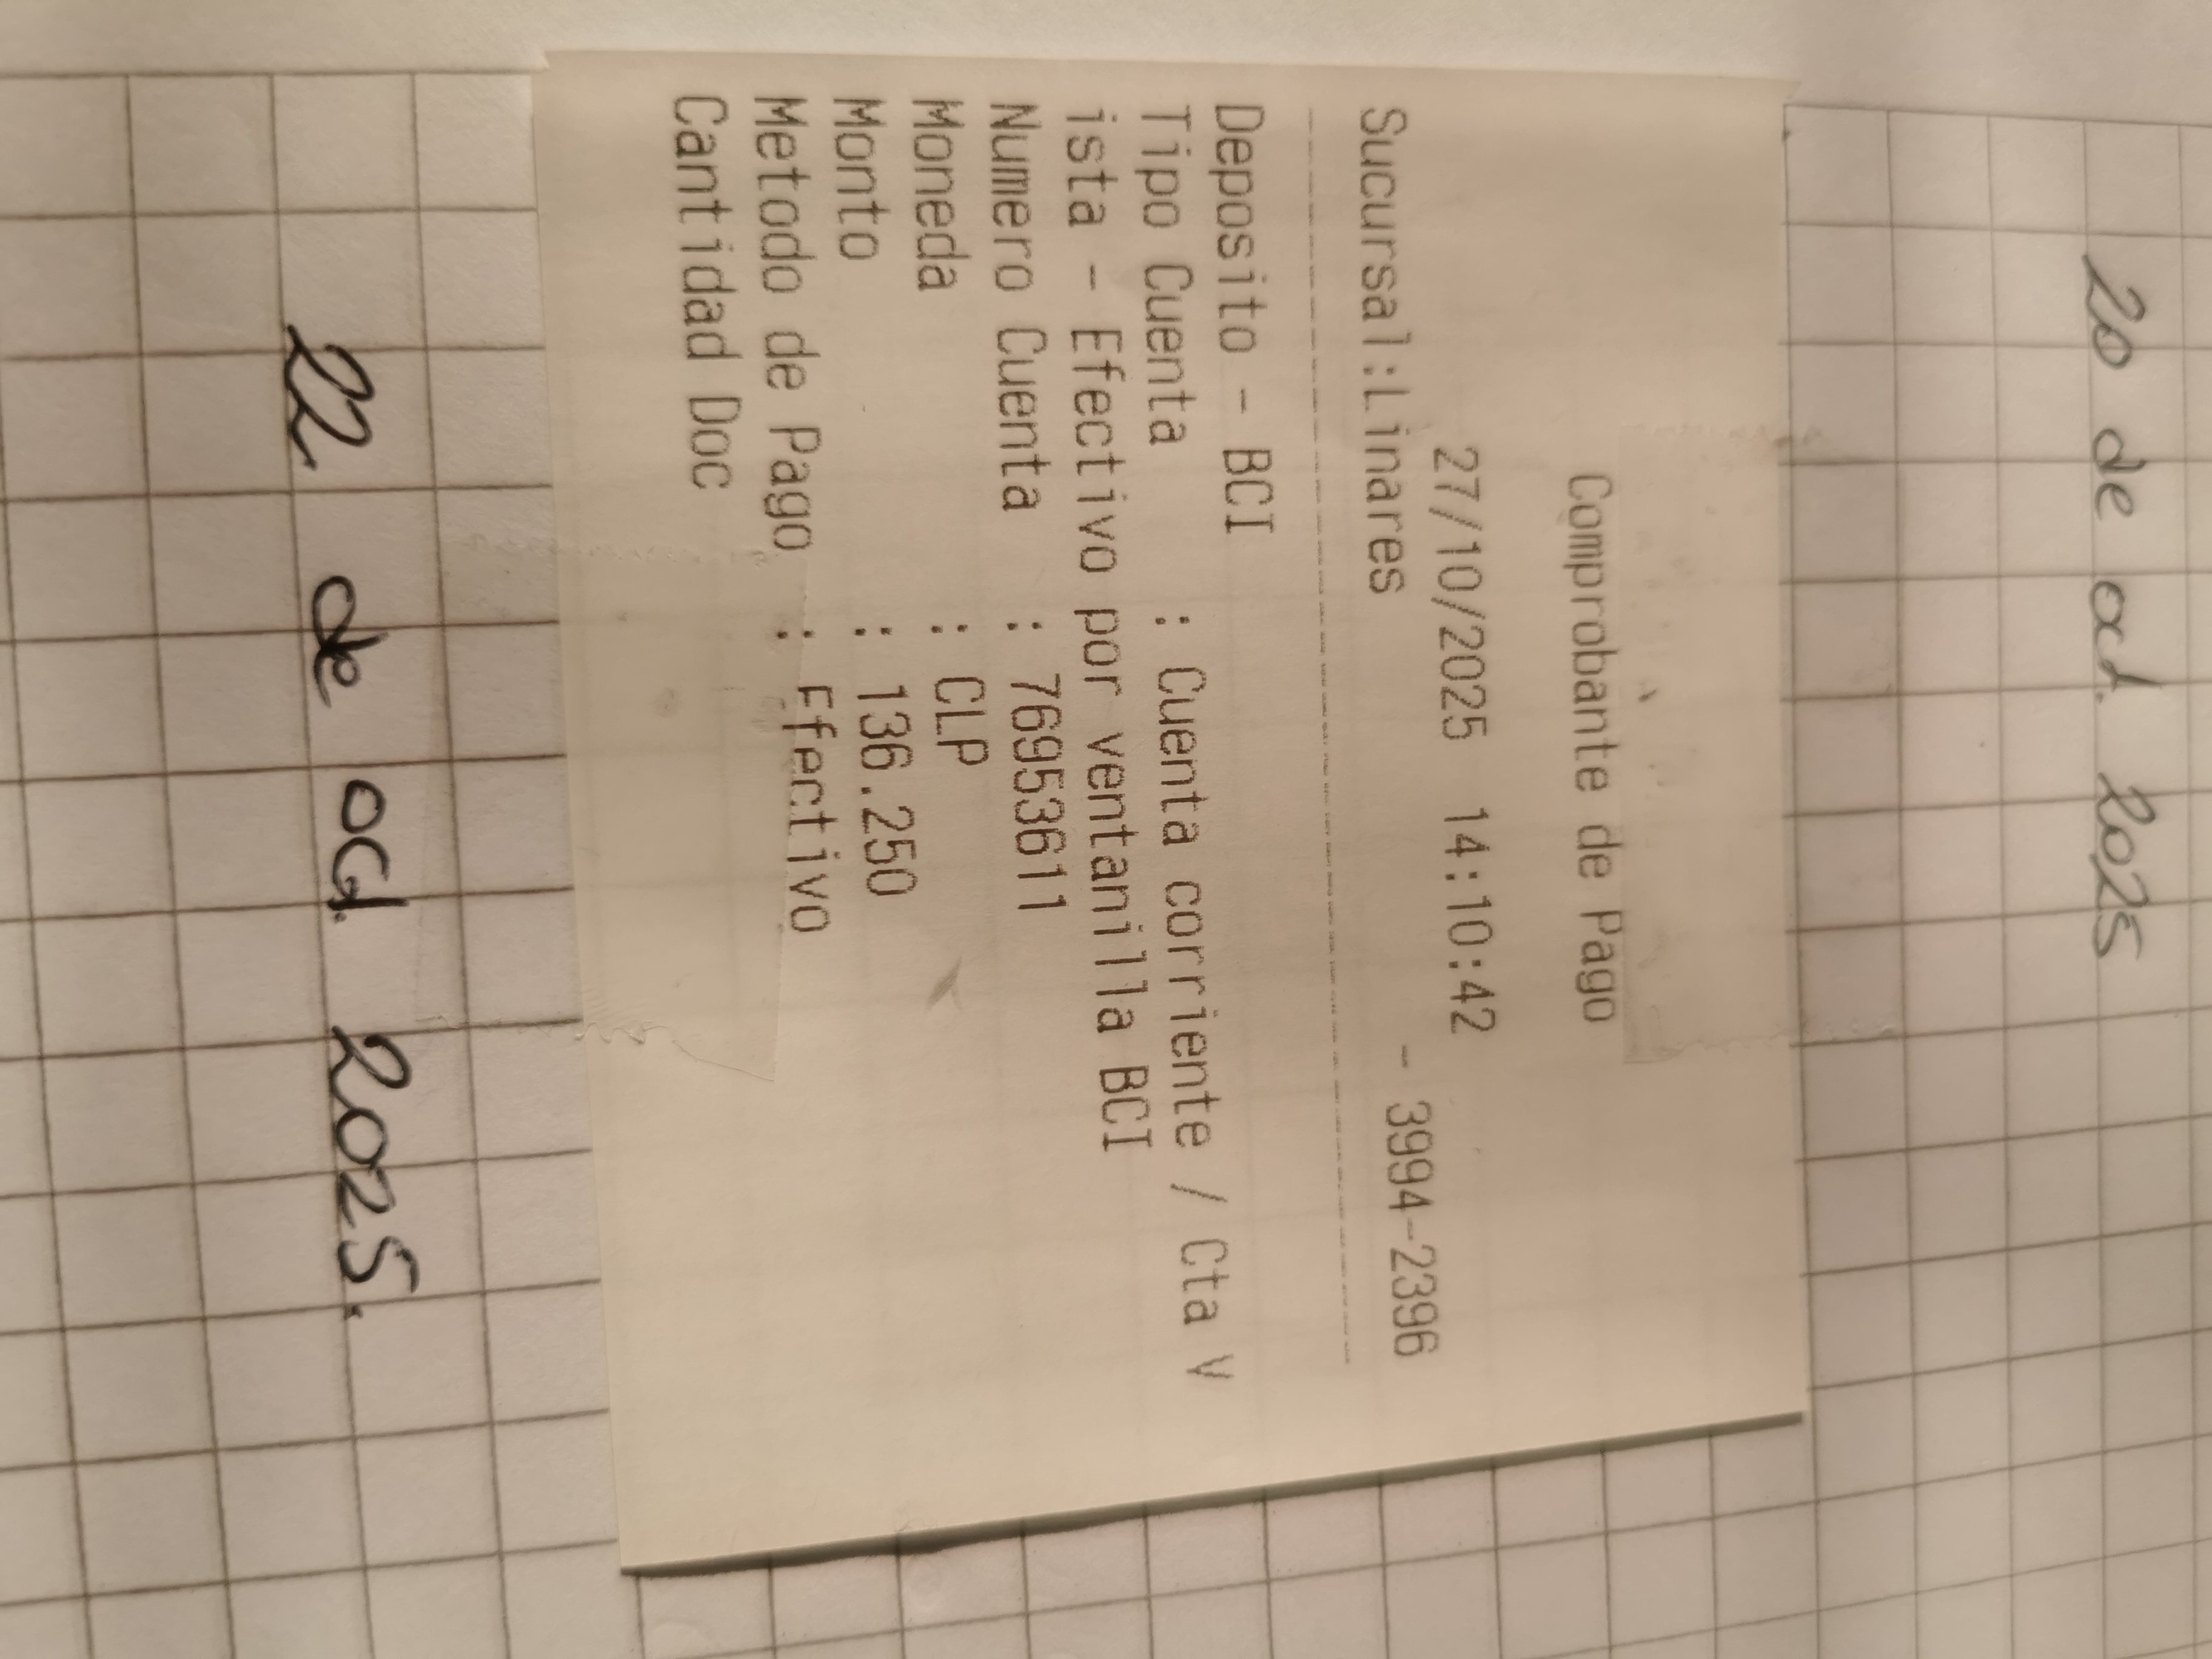 20 de oct. 2025
Comprobante de Pago
27/10/2025 14:10:42
Sucursal:Linares - 3994-2396
Deposito - BCI
Tipo Cuenta : Cuenta corriente / Cta V
ista - Efectivo por ventanilla BCI
Numero Cuenta : 76953611
Moneda : CLP
Monto : 136.250
Metodo de Pago : Efectivo
Cantidad Doc
22 de oct. 2025.